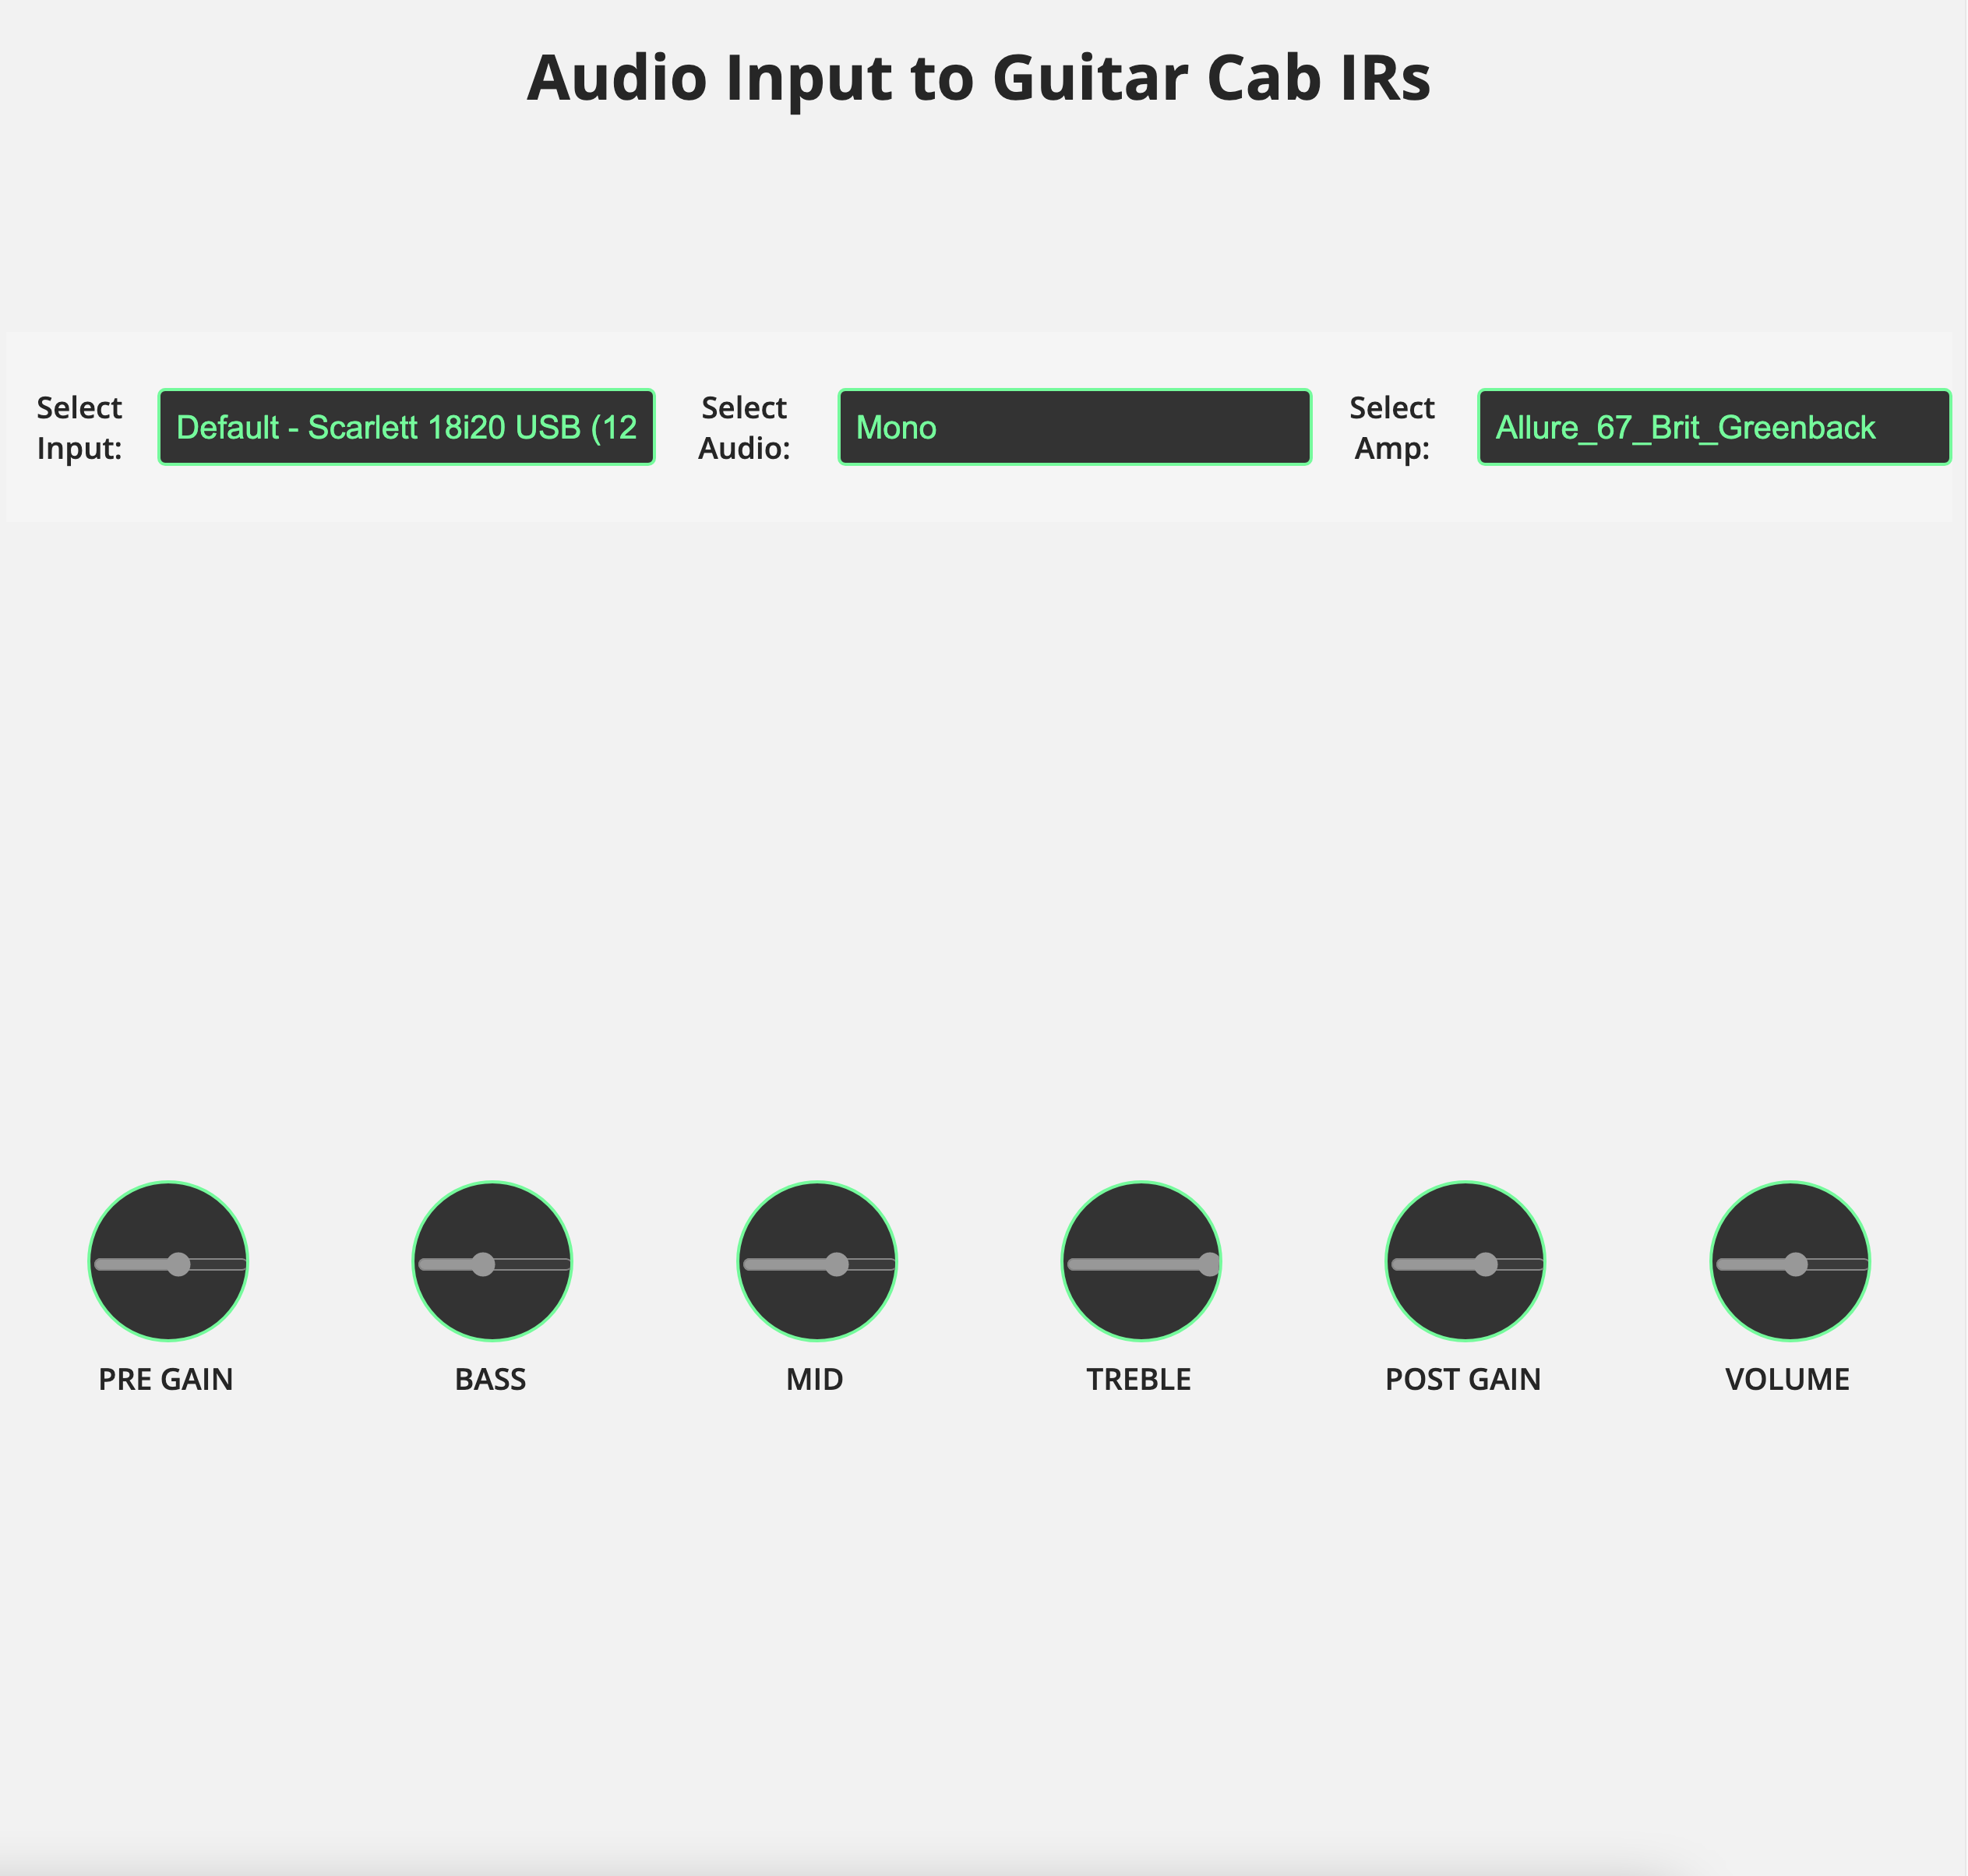 Audio Input to Guitar Cab IRs
Select
Input:
Default - Scarlett 18i20 USB (12
Select
Audio:
Mono
Select
Amp:
Allure_67_Brit_Greenback
PRE GAIN
BASS
MID
TREBLE
POST GAIN
VOLUME